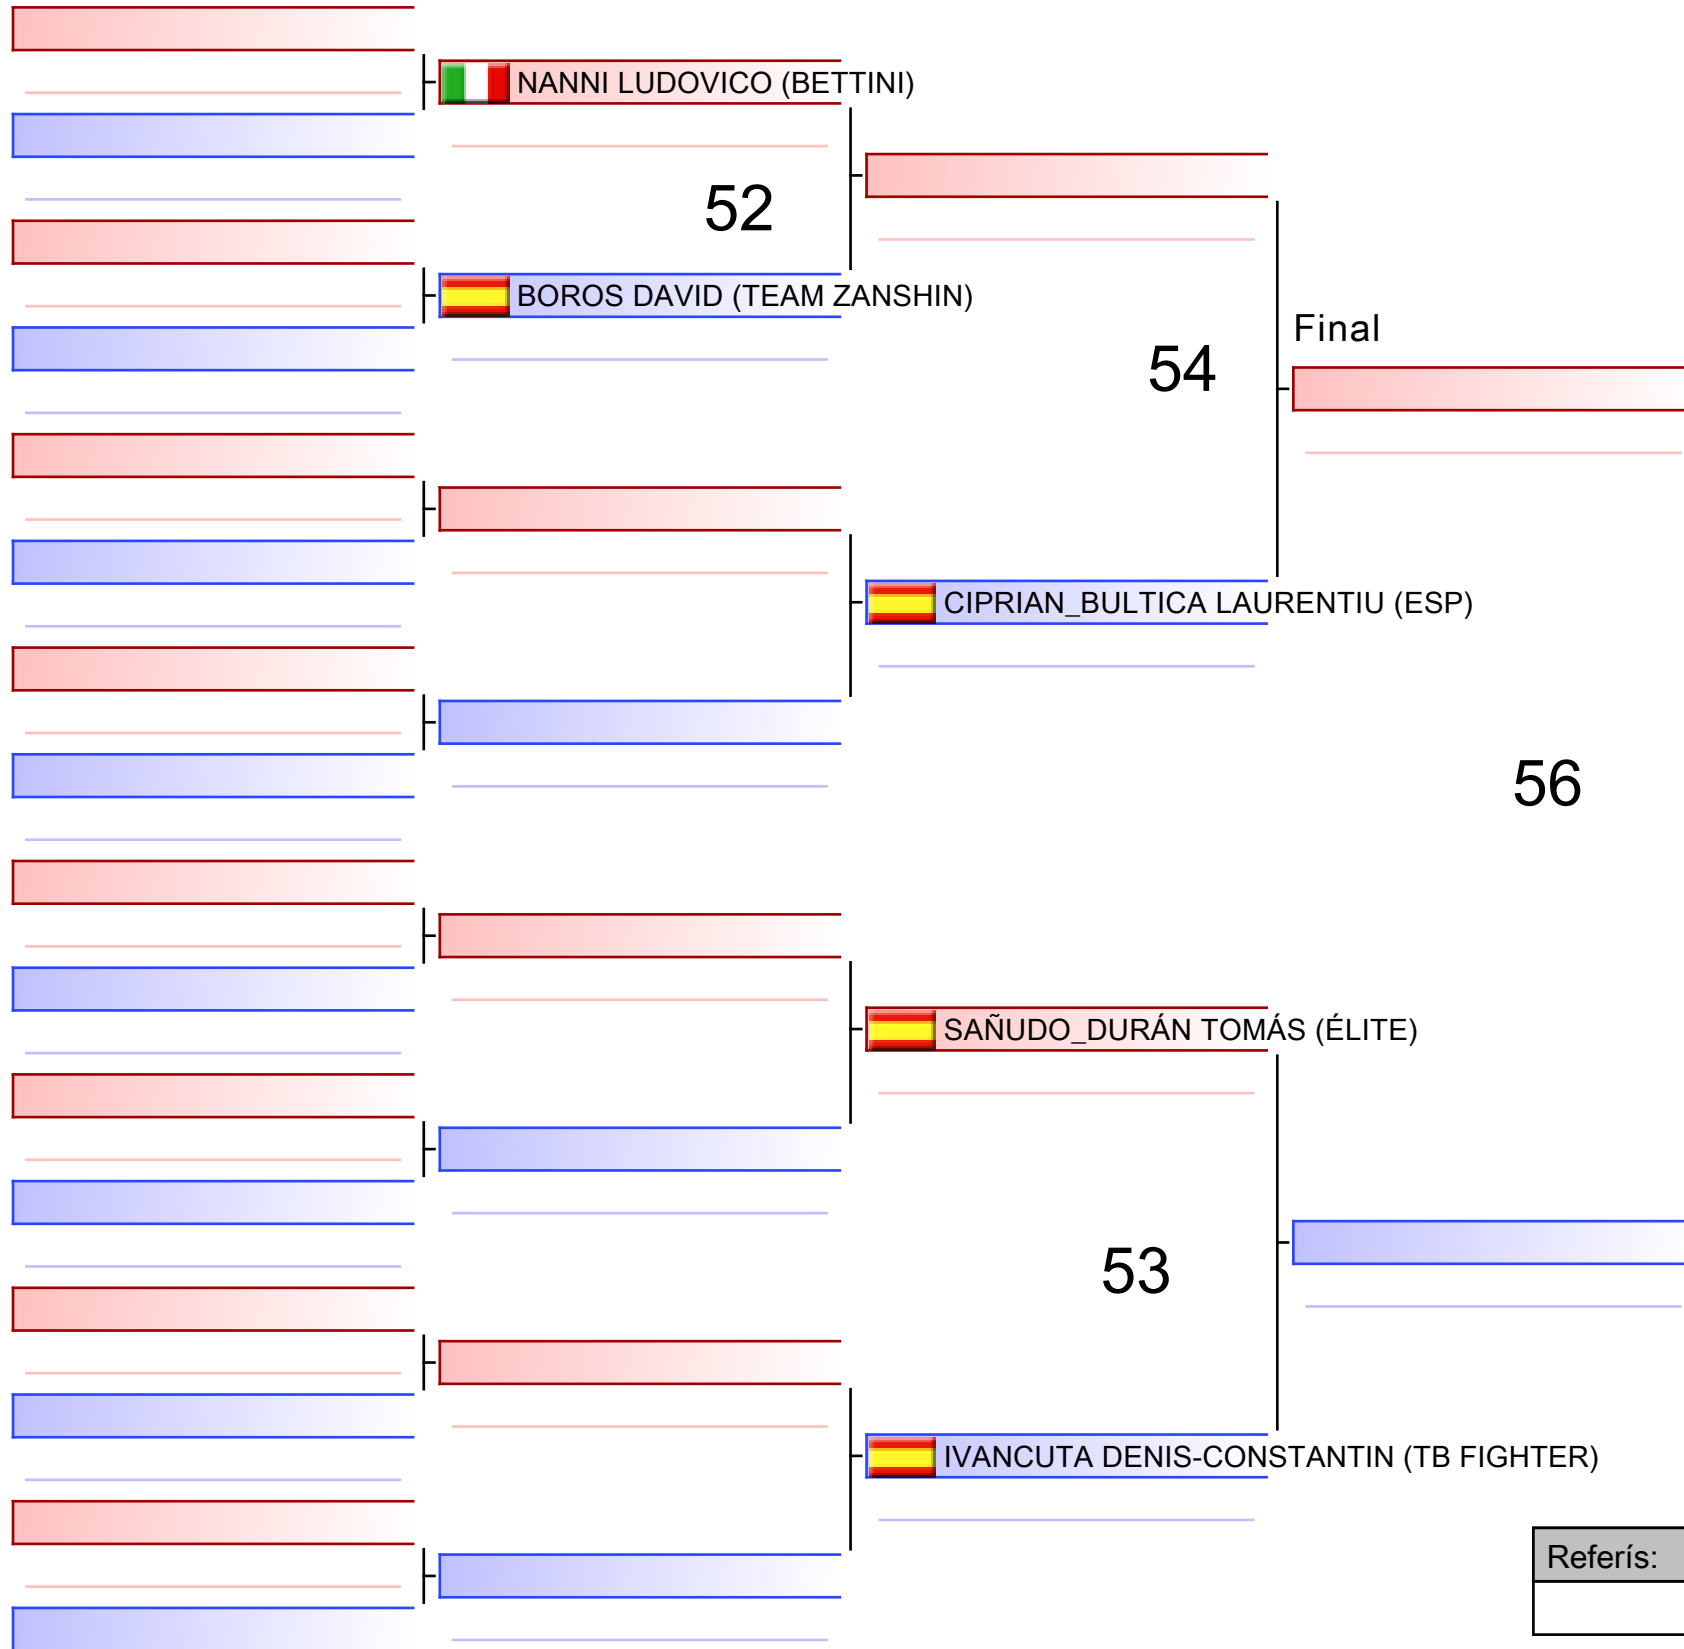 NANNI LUDOVICO (BETTINI)
52
BOROS DAVID (TEAM ZANSHIN)
Final
54
CIPRIAN_BULTICA LAURENTIU (ESP)
56
SAÑUDO_DURÁN TOMÁS (ÉLITE)
53
IVANCUTA DENIS-CONSTANTIN (TB FIGHTER)
Referís: